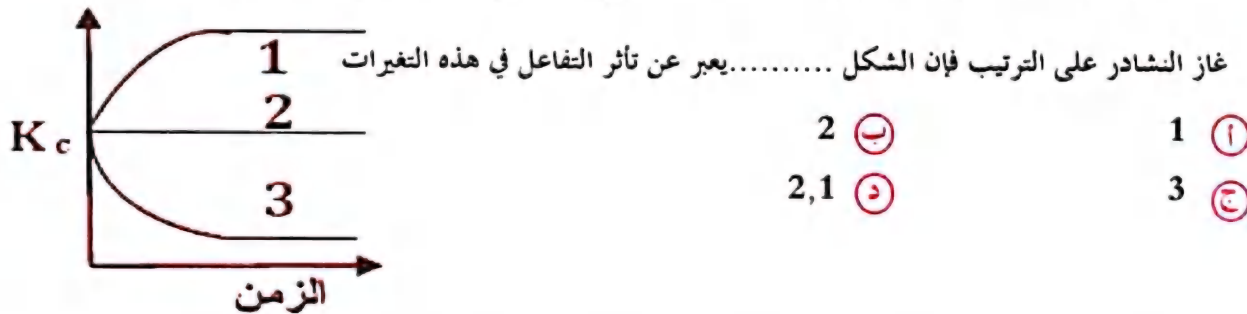 غاز النشادر على الترتيب فإن الشكل ..........يعبر عن تأثر التفاعل في هذه التغيرات
أ 1
ب 2
ج 3
د 2,1
1
2
3
Kc
الزمن